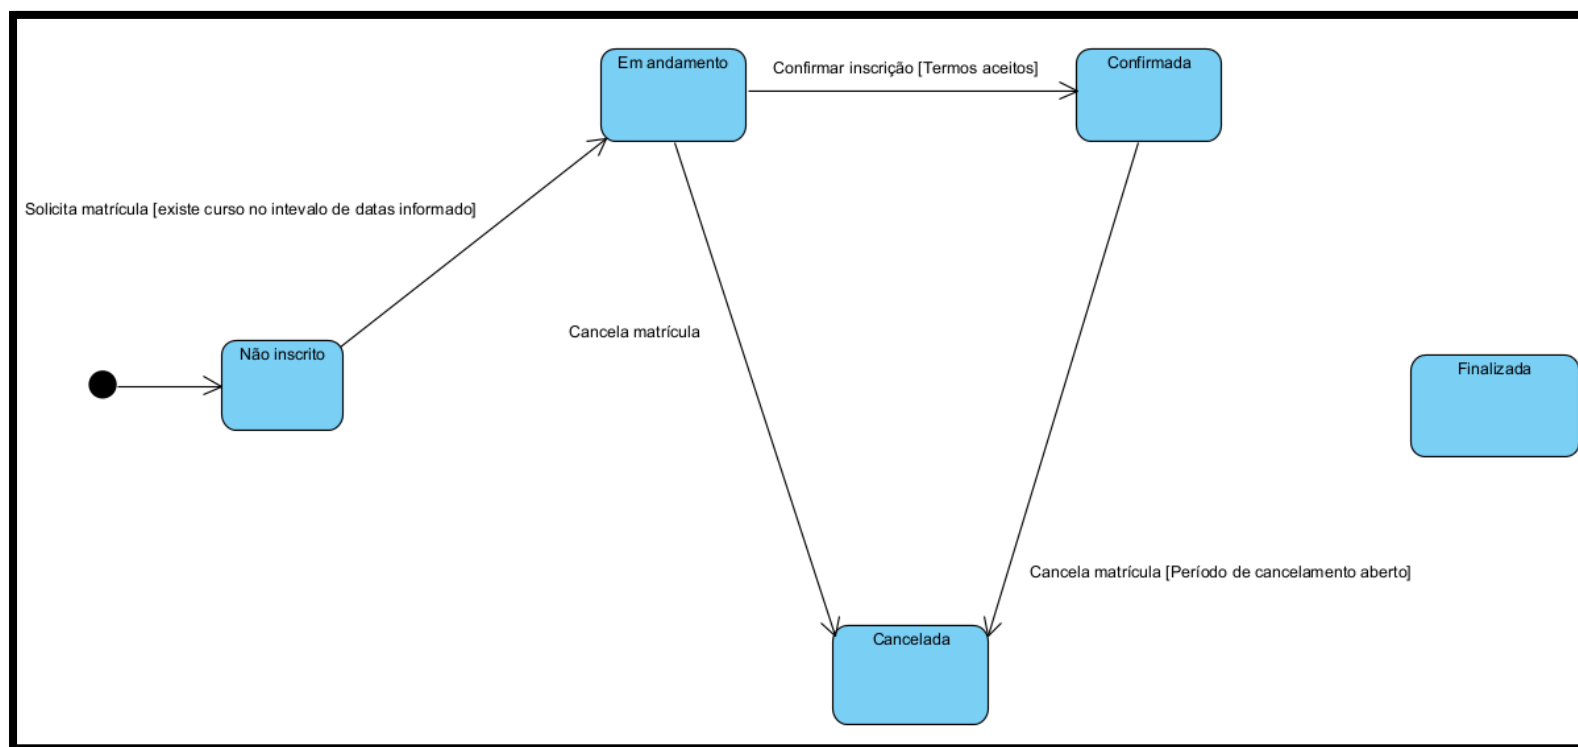 Em andamento
Confirmar inscrição [Termos aceitos]
Confirmada
Solicita matrícula [existe curso no intevalo de datas informado]
Cancela matrícula
Não inscrito
Finalizada
Cancela matrícula [Período de cancelamento aberto]
Cancelada